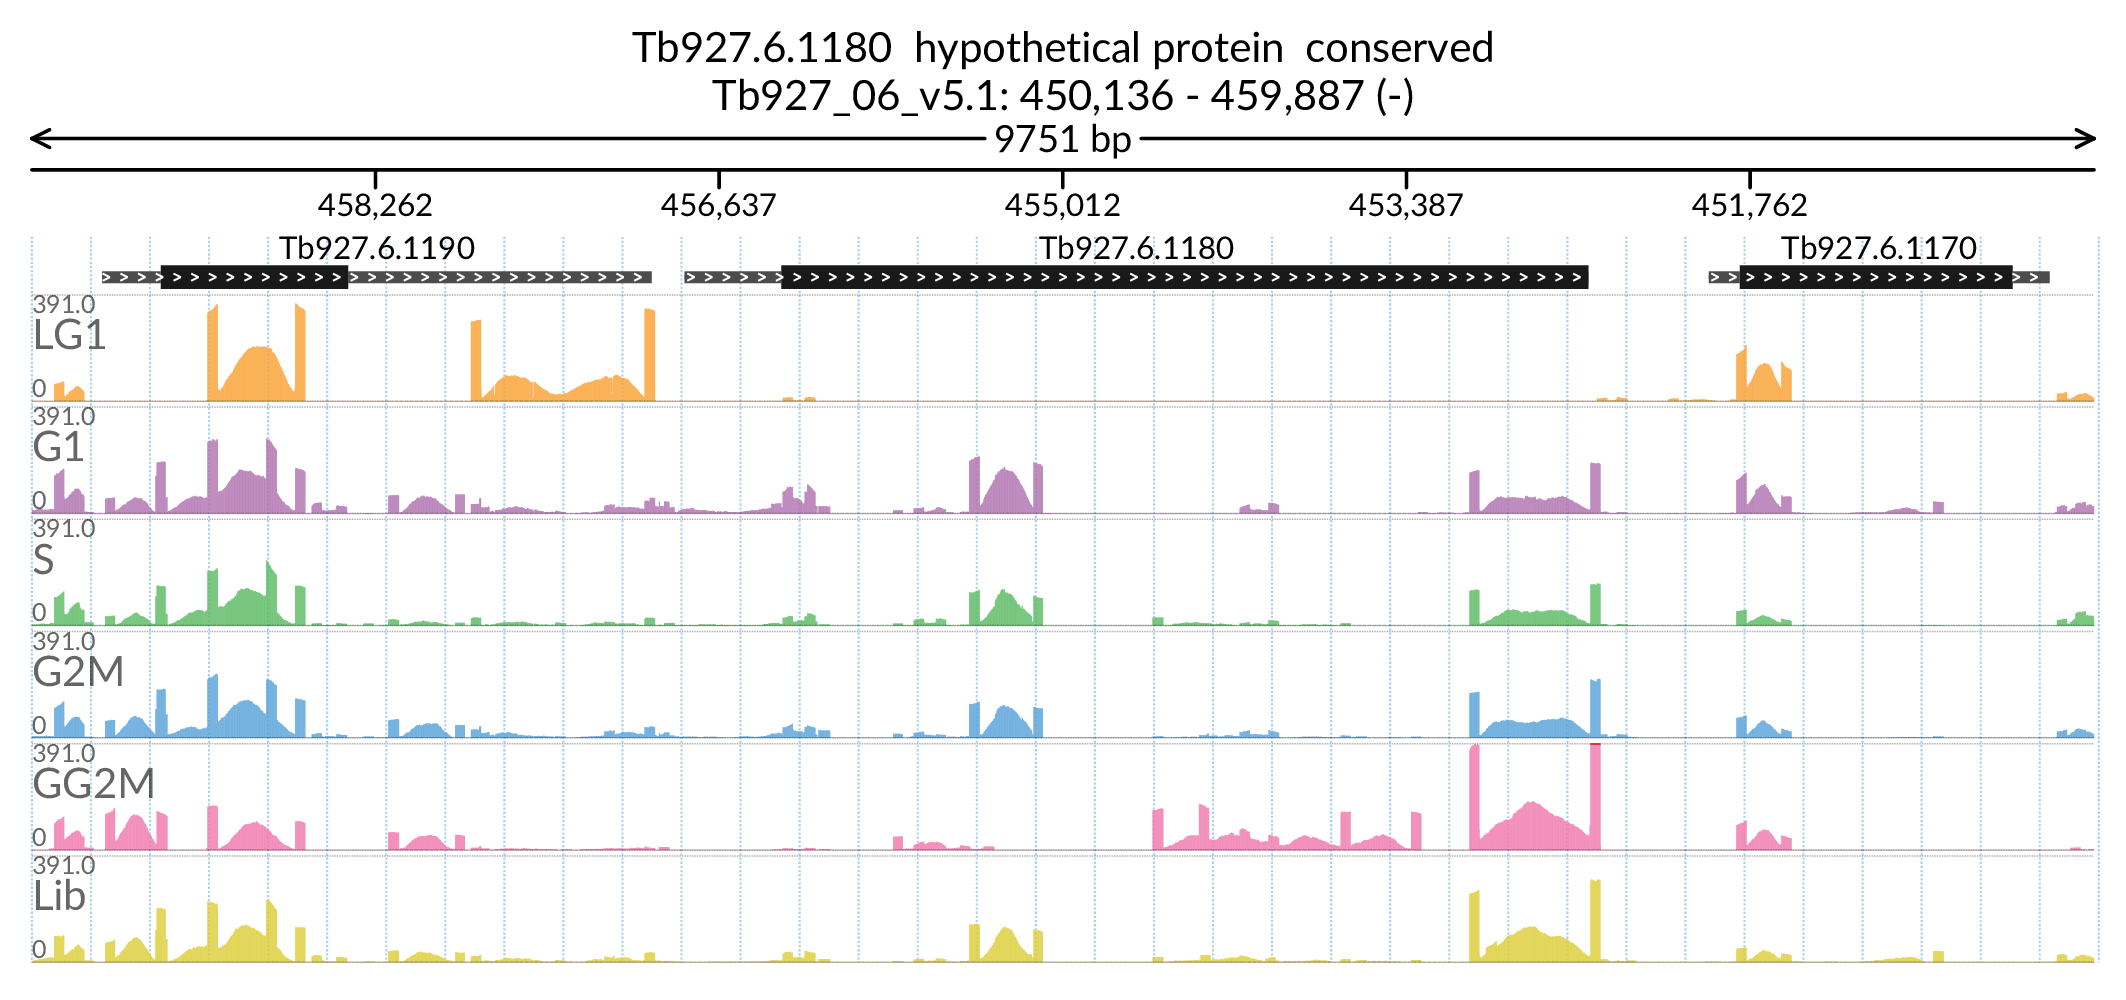 Tb927.6.1180 hypothetical protein conserved
Tb927_06_v5.1: 450,136 - 459,887 (-)
9751 bp
458,262 456,637 455,012 453,387 451,762
Tb927.6.1190 Tb927.6.1180 Tb927.6.1170
391.0
LG1
0
391.0
G1
0
391.0
S
0
391.0
G2M
0
391.0
GG2M
0
391.0
Lib
0